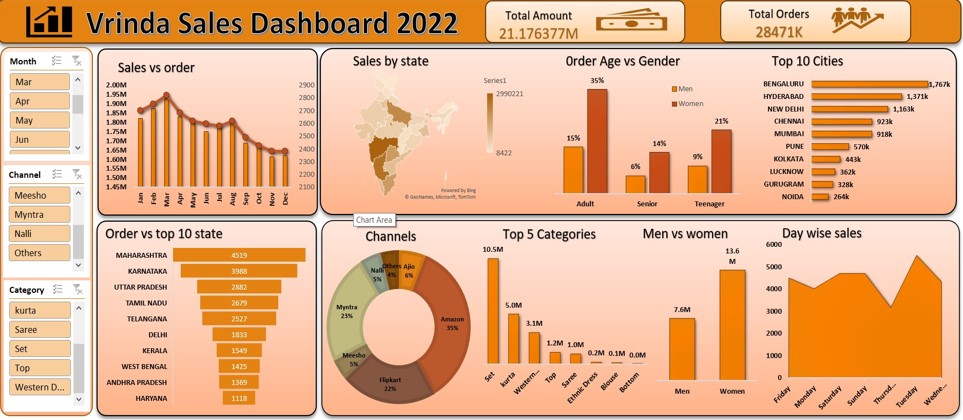 Vrinda Sales Dashboard 2022
Total Amount
21.176377M
Total Orders
28471K
Month
Mar
Apr
May
Jun
Channel
Meesho
Myntra
Nalli
Others
Category
kurta
Saree
Set
Top
Western D...
Sales vs order
2.00M
1.95M
1.90M
1.85M
1.80M
1.75M
1.70M
1.65M
1.60M
1.55M
1.50M
1.45M
2900
2800
2700
2600
2500
2400
2300
2200
2100
Jan
Feb
Mar
Apr
May
Jun
Jul
Aug
Sep
Oct
Nov
Dec
Sales by state
Series1
2990221
8422
Powered by Bing
© GeoNames, Microsoft, TomTom
Chart Area
Order Age vs Gender
Men
Women
15%
35%
6%
14%
9%
21%
Adult
Senior
Teenager
Top 10 Cities
BENGALURU 1,767k
HYDERABAD 1,371k
NEW DELHI 1,163k
CHENNAI 923k
MUMBAI 918k
PUNE 570k
KOLKATA 443k
LUCKNOW 362k
GURUGRAM 328k
NOIDA 264k
Order vs top 10 state
MAHARASHTRA 4519
KARNATAKA 3988
UTTAR PRADESH 2882
TAMIL NADU 2679
TELANGANA 2527
DELHI 1833
KERALA 1549
WEST BENGAL 1425
ANDHRA PRADESH 1369
HARYANA 1118
Channels
Ajio
6%
Amazon
35%
Flipkart
22%
Meesho
5%
Myntra
23%
Nalli
5%
Others
4%
Top 5 Categories
10.5M
5.0M
3.1M
1.2M
1.0M
0.2M
0.1M
0.0M
Set
kurta
Western...
Top
Saree
Ethnic Dress
Blouse
Bottom
Men vs women
7.6M
13.6
M
Men
Women
Day wise sales
6000
5000
4000
3000
2000
1000
0
Friday
Monday
Saturday
Sunday
Thursd...
Tuesday
Wedne...